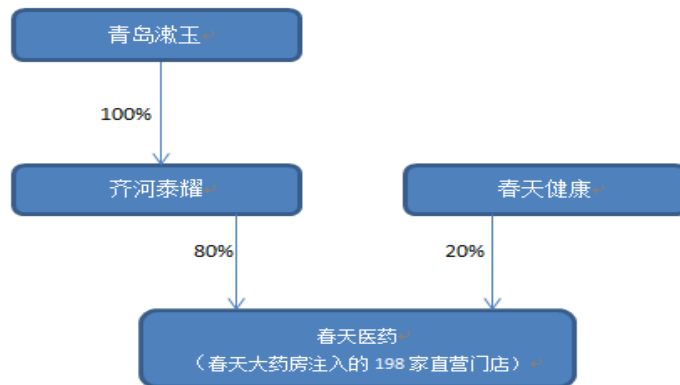 青岛漱玉
100%
齐河泰耀
春天健康
80%
20%
春天医药
（春天大药房注入的 198 家直营门店）